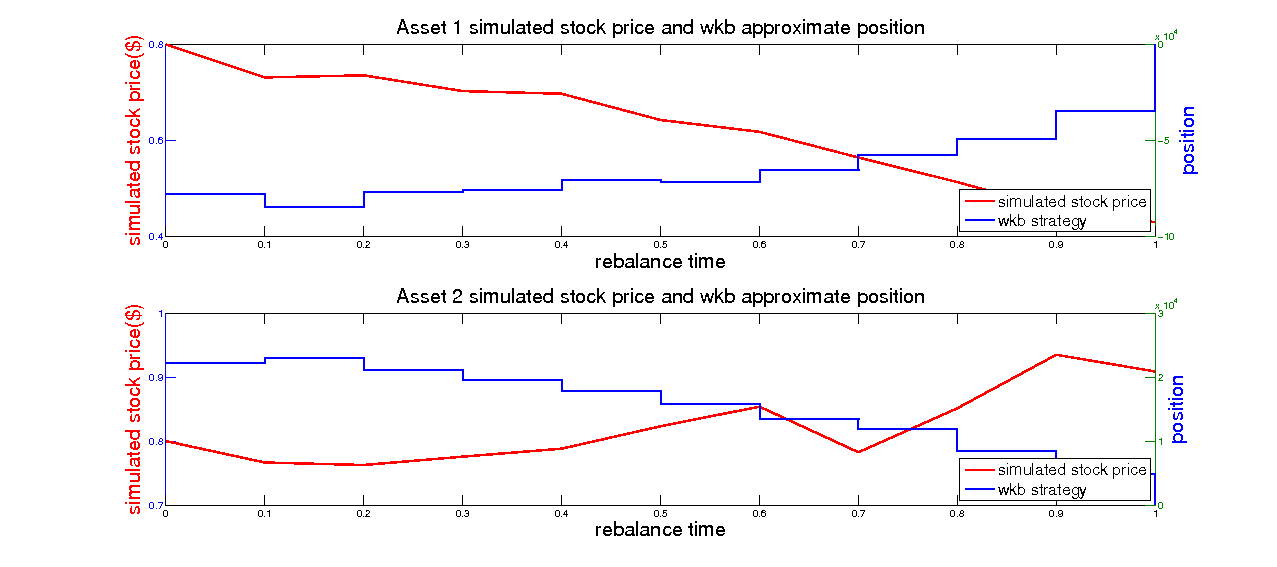 Asset 1 simulated stock price and wkb approximate position
x 10^4
simulated stock price($)
0.8
0.6
0.4
0
-5
-10
position
simulated stock price
wkb strategy
0 0.1 0.2 0.3 0.4 0.5 0.6 0.7 0.8 0.9 1
rebalance time
Asset 2 simulated stock price and wkb approximate position
x 10^4
simulated stock price($)
1
0.9
0.8
0.7
3
2
1
0
position
simulated stock price
wkb strategy
0 0.1 0.2 0.3 0.4 0.5 0.6 0.7 0.8 0.9 1
rebalance time